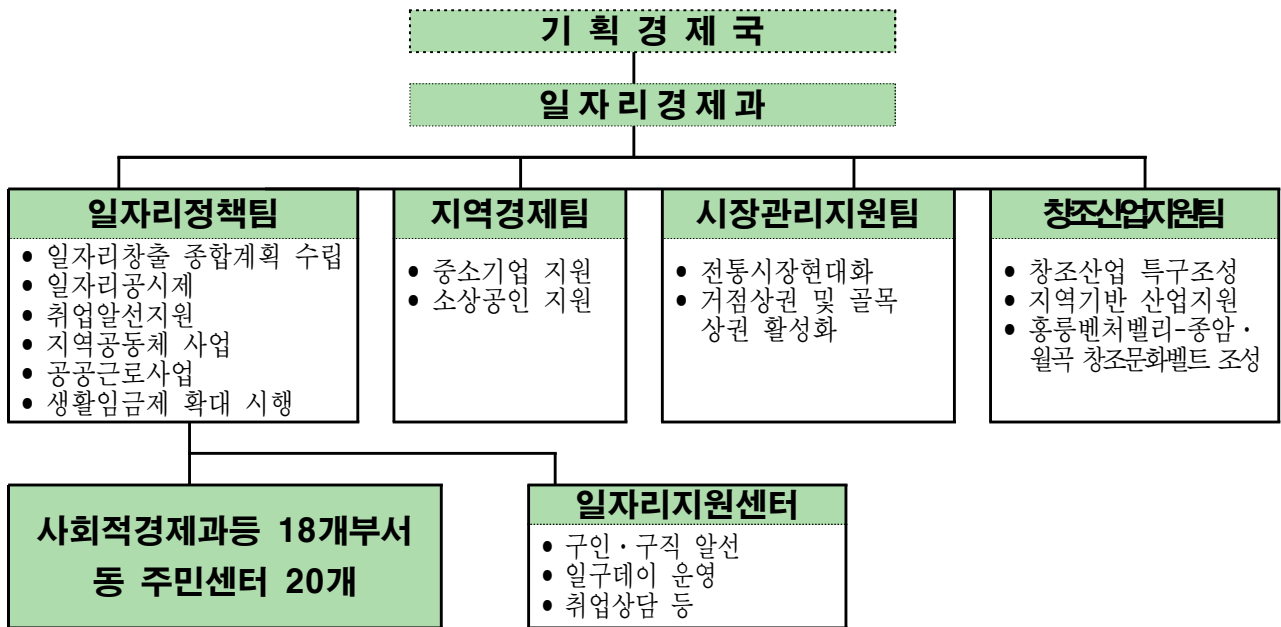 기 획 경 제 국
일 자 리 경 제 과
일자리정책팀
• 일자리창출 종합계획 수립
• 일자리공시제
• 취업알선지원
• 지역공동체 사업
• 공공근로사업
• 생활임금제 확대 시행
지역경제팀
• 중소기업 지원
• 소상공인 지원
시장관리지원팀
• 전통시장현대화
• 거점상권 및 골목
상권 활성화
창조산업지원팀
• 창조산업 특구조성
• 지역기반 산업지원
• 홍릉벤처벨리-종암·
월곡 창조문화벨트 조성
사회적경제과등 18개부서
동 주민센터 20개
일자리지원센터
• 구인·구직 알선
• 일구데이 운영
• 취업상담 등